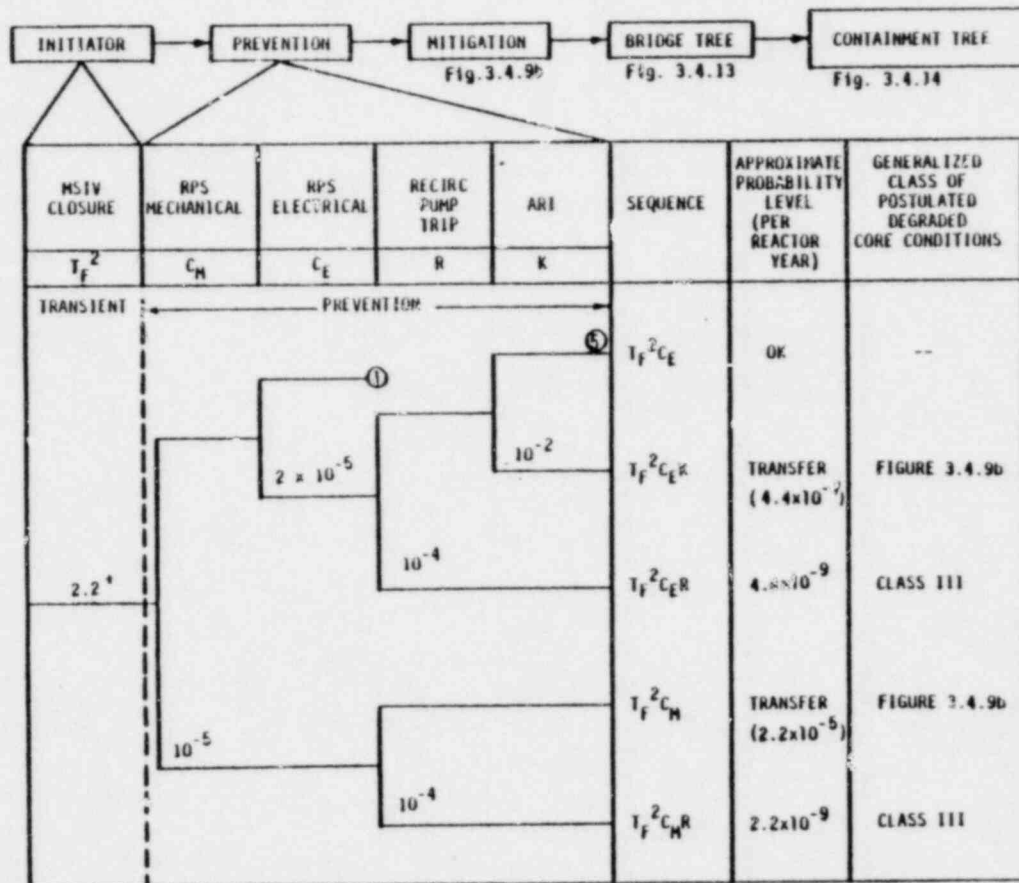 INITIATOR
PREVENTION
MITIGATION
BRIDGE TREE
CONTAINMENT TREE
Fig.3.4.9b
Fig. 3.4.13
Fig. 3.4.14
MSIV
CLOSURE
RPS
MECHANICAL
RPS
ELECTRICAL
RECIRC
PUMP
TRIP
ARI
SEQUENCE
APPROXIMATE
PROBABILITY
LEVEL
(PER
REACTOR
YEAR)
GENERALIZED
CLASS OF
POSTULATED
DEGRADED
CORE CONDITIONS
T_F^2
C_M
C_E
R
K
TRANSIENT
PREVENTION
⑤
T_F^2C_E
OK
--
①
10^-2
2 x 10^-5
T_F^2C_EK
TRANSFER
FIGURE 3.4.9b
10^-4
T_F^2C_ER
CLASS III
2.2
T_F^2C_M
TRANSFER
FIGURE 3.4.9b
(2.2x10^-5)
10^-5
10^-4
T_F^2C_MR
2.2x10^-9
CLASS III